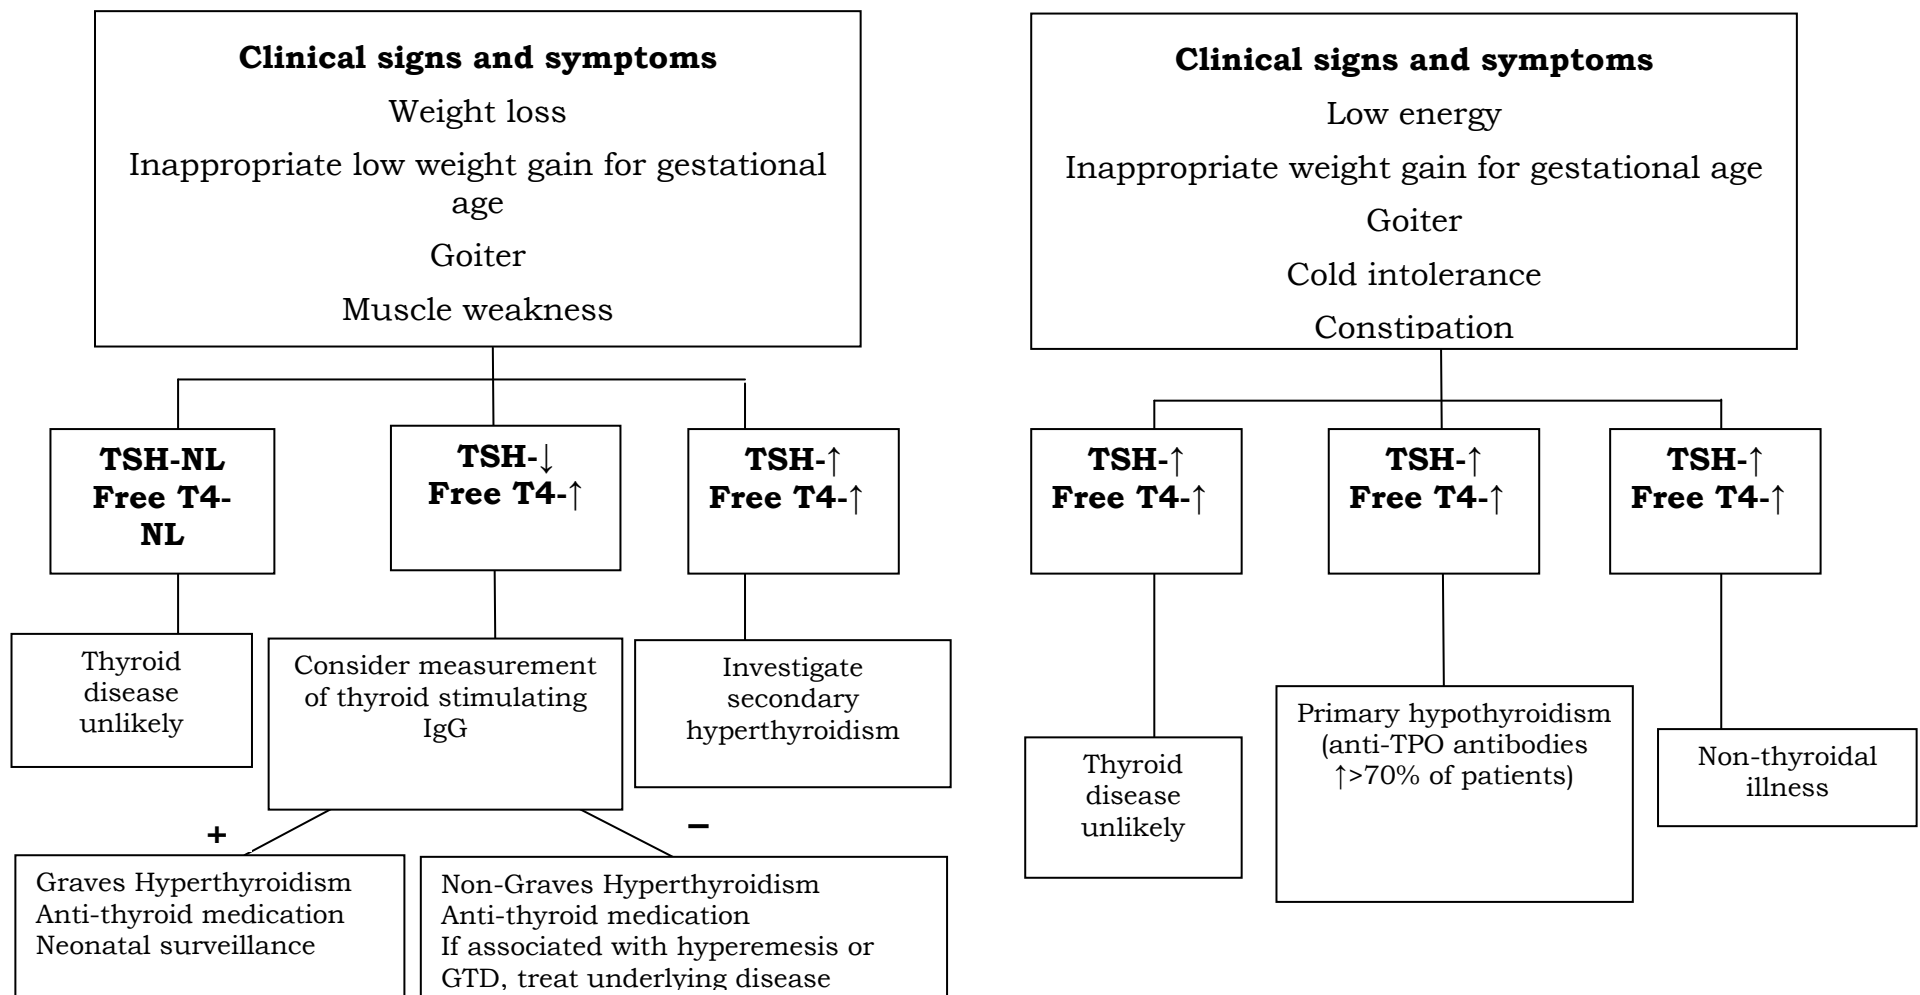 Clinical signs and symptoms
Weight loss
Inappropriate low weight gain for gestational
age
Goiter
Muscle weakness
TSH-NL
Free T4-
NL
TSH-↓
Free T4-↑
TSH-↑
Free T4-↑
Thyroid
disease
unlikely
Consider measurement
of thyroid stimulating
IgG
Investigate
secondary
hyperthyroidism
+
–
Graves Hyperthyroidism
Anti-thyroid medication
Neonatal surveillance
Non-Graves Hyperthyroidism
Anti-thyroid medication
If associated with hyperemesis or
GTD, treat underlying disease
Clinical signs and symptoms
Low energy
Inappropriate weight gain for gestational age
Goiter
Cold intolerance
Constipation
TSH-↑
Free T4-↑
TSH-↑
Free T4-↑
TSH-↑
Free T4-↑
Thyroid
disease
unlikely
Primary hypothyroidism
(anti-TPO antibodies
↑>70% of patients)
Non-thyroidal
illness